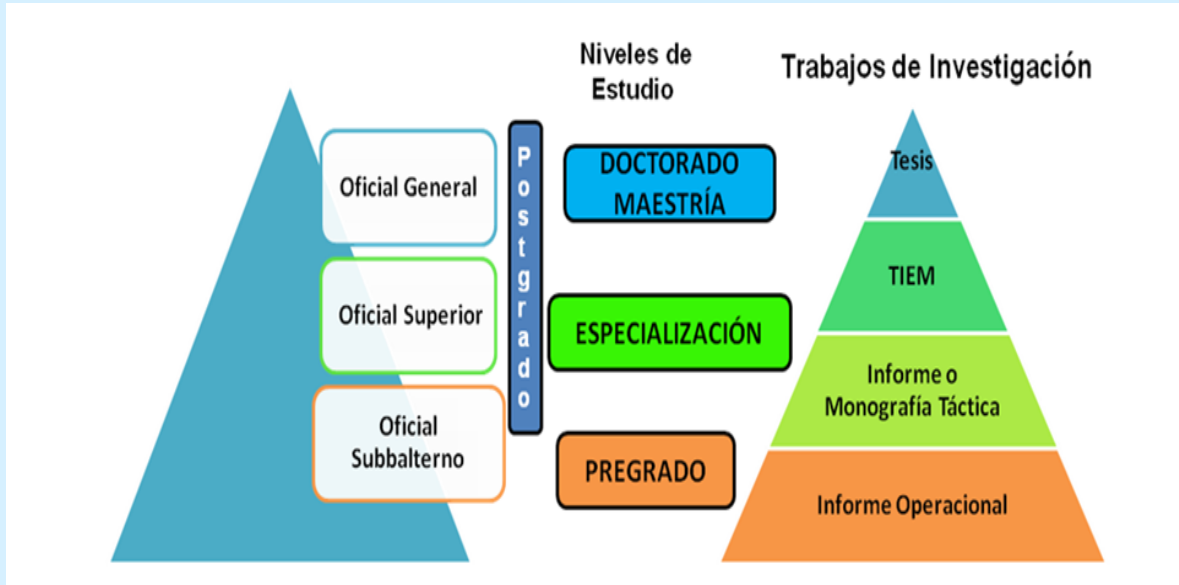 Niveles de
Estudio
Trabajos de Investigación
Oficial General
Oficial Superior
Oficial
Subbalterno
Postgrado
DOCTORADO
MAESTRÍA
ESPECIALIZACIÓN
PREGRADO
Tesis
TIEM
Informe o
Monografía Táctica
Informe Operacional